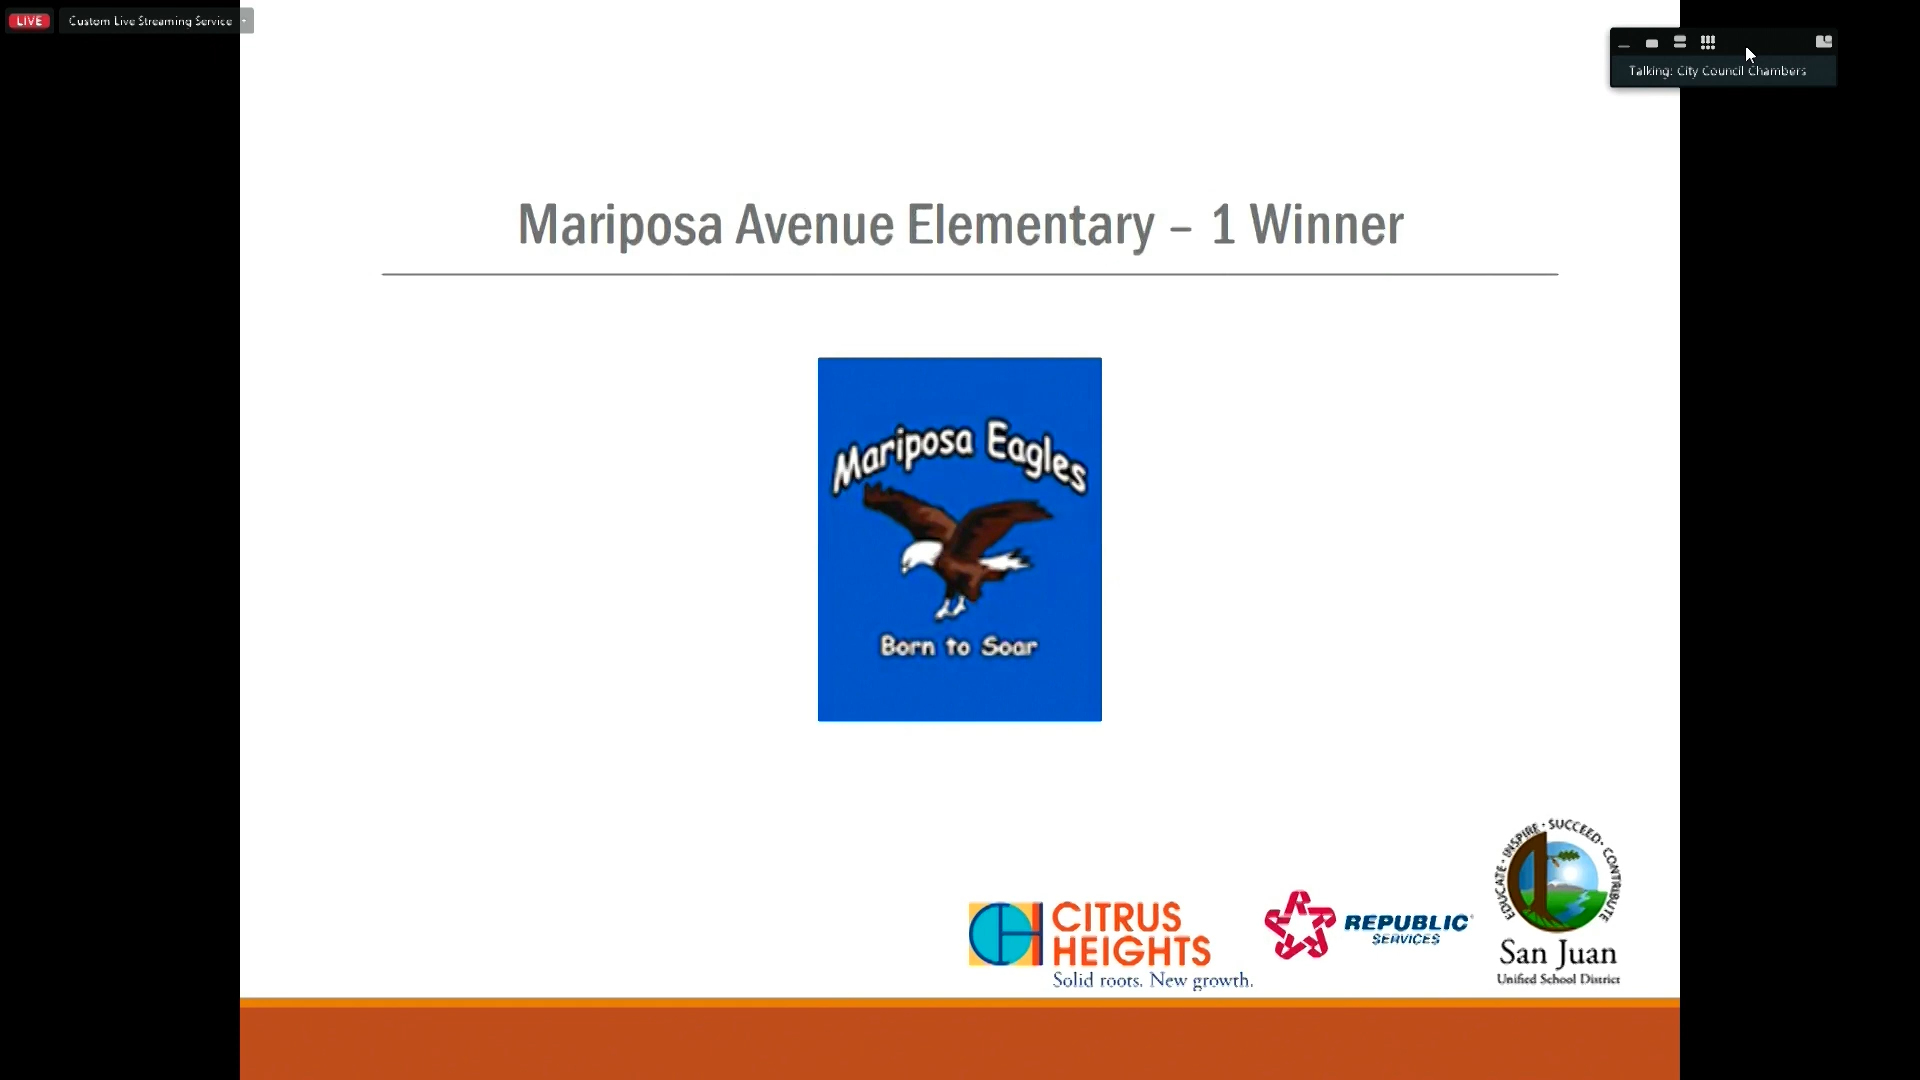 LIVE
Custom Live Streaming Service
Talking: City Council Chambers
Mariposa Avenue Elementary – 1 Winner
Mariposa Eagles
Born to Soar
CITRUS
HEIGHTS
Solid roots. New growth.
REPUBLIC
SERVICES
EDUCATE · INSPIRE · SUCCEED · CONTRIBUTE
San Juan
Unified School District